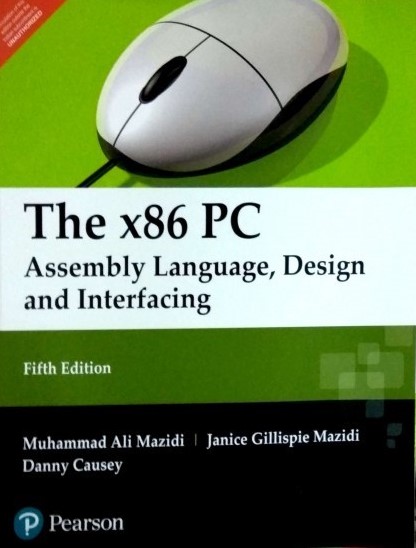 UNAUTHORIZED
The x86 PC
Assembly Language, Design
and Interfacing
Fifth Edition
Muhammad Ali Mazidi | Janice Gillispie Mazidi
Danny Causey
Pearson